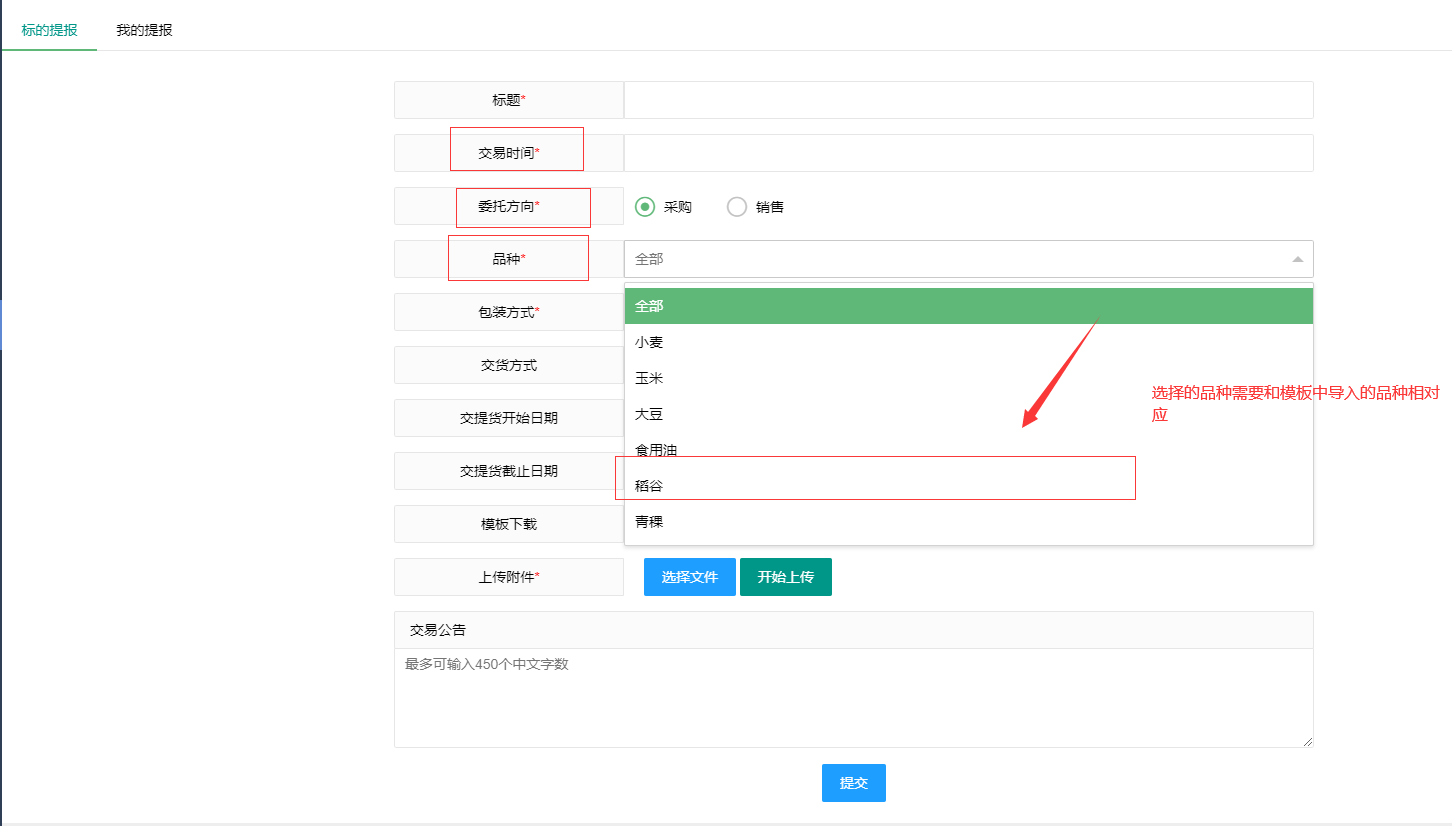 标的提报 我的提报
标题*
交易时间*
委托方向* 采购 销售
品种* 全部
包装方式* 全部
小麦
交货方式 玉米
交提货开始日期 大豆
食用油
交提货截止日期 稻谷
模板下载 青稞
选择的品种需要和模板中导入的品种相对
应
上传附件* 选择文件 开始上传
交易公告
最多可输入450个中文字数
提交